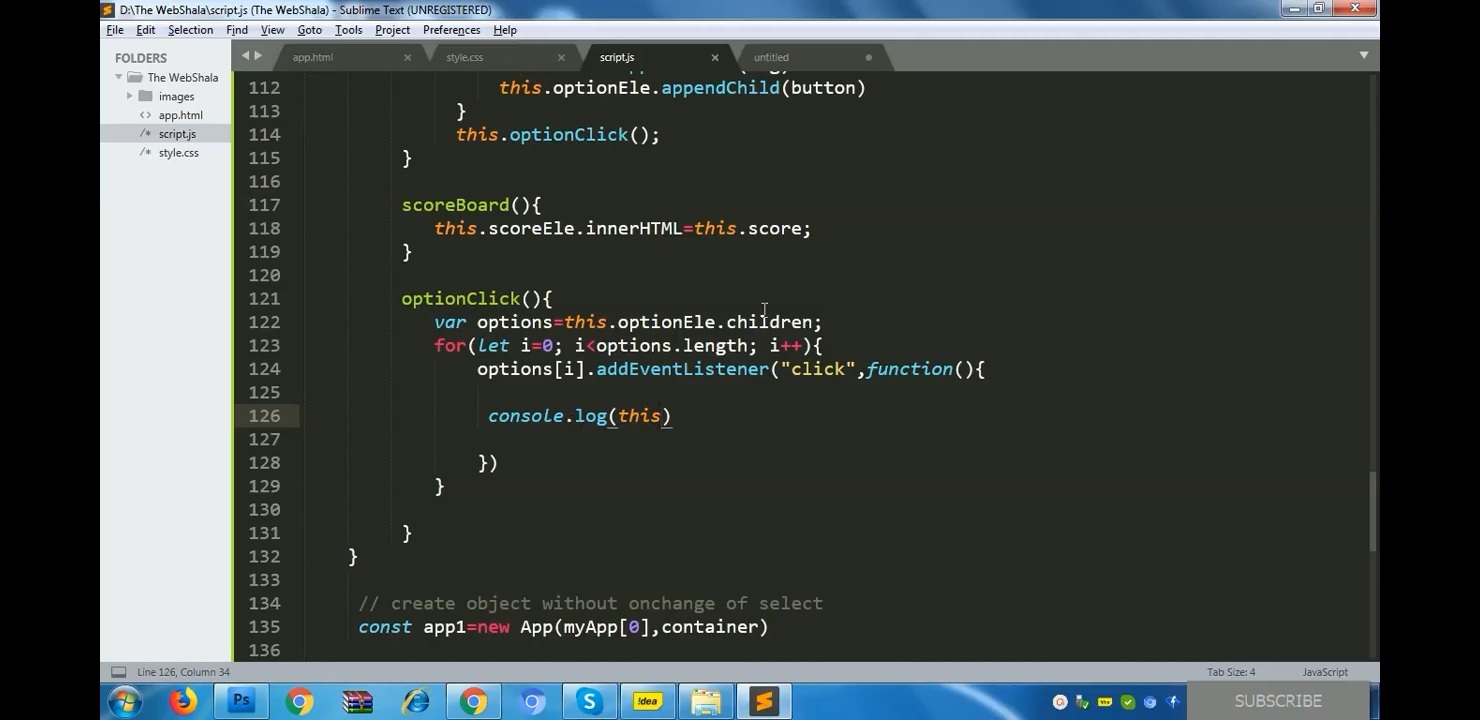 D:\The WebShala\script.js (The WebShala) - Sublime Text (UNREGISTERED)
File Edit Selection Find View Goto Tools Project Preferences Help
FOLDERS
The WebShala
images
<> app.html
/* script.js
/* style.css
app.html style.css script.js untitled
112 this.optionEle.appendChild(button)
113 }
114 this.optionClick();
115 }
116
117 scoreBoard(){
118 this.scoreEle.innerHTML=this.score;
119 }
120
121 optionClick(){
122 var options=this.optionEle.children;
123 for(let i=0; i<options.length; i++){
124 options[i].addEventListener("click",function(){
125
126 console.log(this)
127
128 })
129 }
130
131 }
132 }
133
134 // create object without onchange of select
135 const app1=new App(myApp[0],container)
136
Line 126, Column 34 Tab Size: 4 JavaScript
Ps S !dea SUBSCRIBE